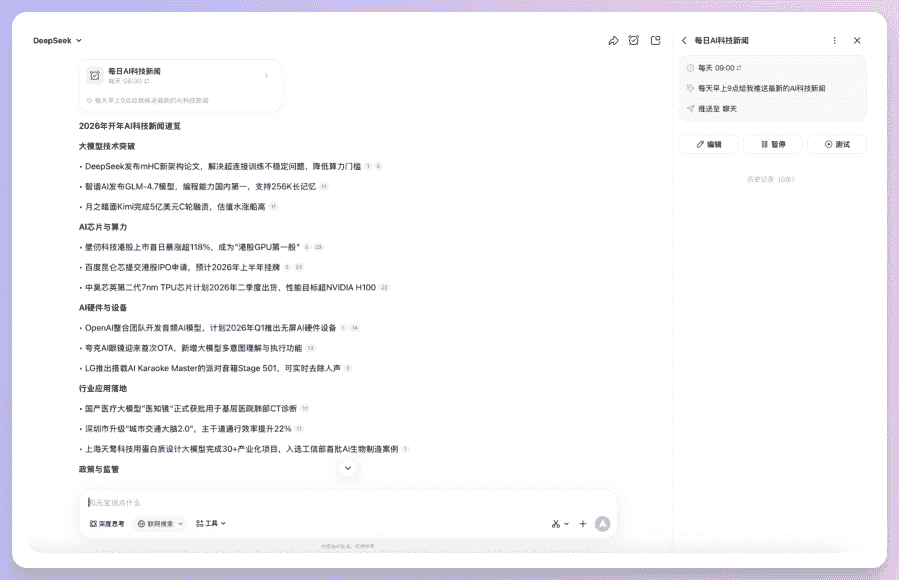 DeepSeek
每日AI科技新闻
每天 09:00
每天早上9点给我推送最新的AI科技新闻
2026年开年AI科技新闻速览
大模型技术突破
• DeepSeek发布mHC新架构论文，解决超连接训练不稳定问题，降低算力门槛
• 智谱AI发布GLM-4.7模型，编程能力国内第一，支持256K长记忆
• 月之暗面Kimi完成5亿美元C轮融资，估值水涨船高
AI芯片与算力
• 壁仞科技港股上市首日暴涨超118%，成为"港股GPU第一股"
• 百度昆仑芯提交港股IPO申请，预计2026年上半年挂牌
• 中昊芯英第二代7nm TPU芯片计划2026年二季度出货，性能目标超NVIDIA H100
AI硬件与设备
• OpenAI整合团队开发音频AI模型，计划2026年Q1推出无屏AI硬件设备
• 夸克AI眼镜迎来首次OTA，新增大模型多意图理解与执行功能
• LG推出搭载AI Karaoke Master的派对音箱Stage 501，可实时去除人声
行业应用落地
• 国产医疗大模型"医知镜"正式获批用于基层医院肺部CT诊断
• 深圳市升级"城市交通大脑2.0"，主干道通行效率提升22%
• 上海天鹜科技用蛋白质设计大模型完成30+产业化项目，入选工信部首批AI生物制造案例
政策与监管
和元宝说点什么
深度思考 联网搜索 工具
内容由AI生成，仅供参考
每日AI科技新闻
每天 09:00
每天早上9点给我推送最新的AI科技新闻
推送至 聊天
编辑 暂停 测试
历史记录（0条）